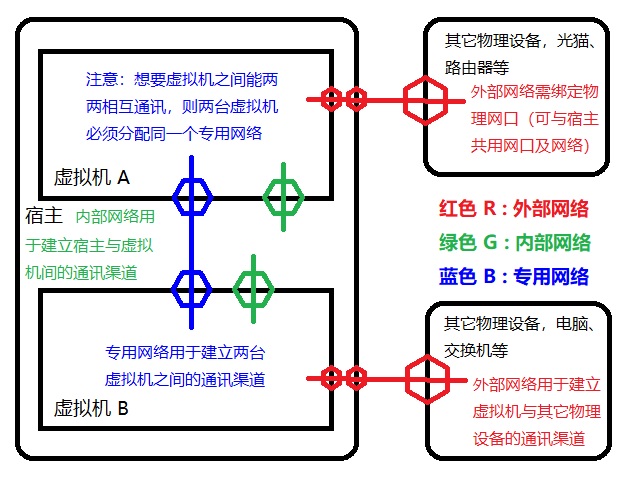 注意：想要虚拟机之间能两
两相互通讯，则两台虚拟机
必须分配同一个专用网络
虚拟机 A
宿主 内部网络用
于建立宿主与虚拟
机间的通讯渠道
专用网络用于建立两台
虚拟机之间的通讯渠道
虚拟机 B
其它物理设备，光猫、
路由器等
外部网络需绑定物
理网口（可与宿主
共用网口及网络）
红色 R : 外部网络
绿色 G : 内部网络
蓝色 B : 专用网络
其它物理设备，电脑、
交换机等
外部网络用于建立
虚拟机与其它物理
设备的通讯渠道